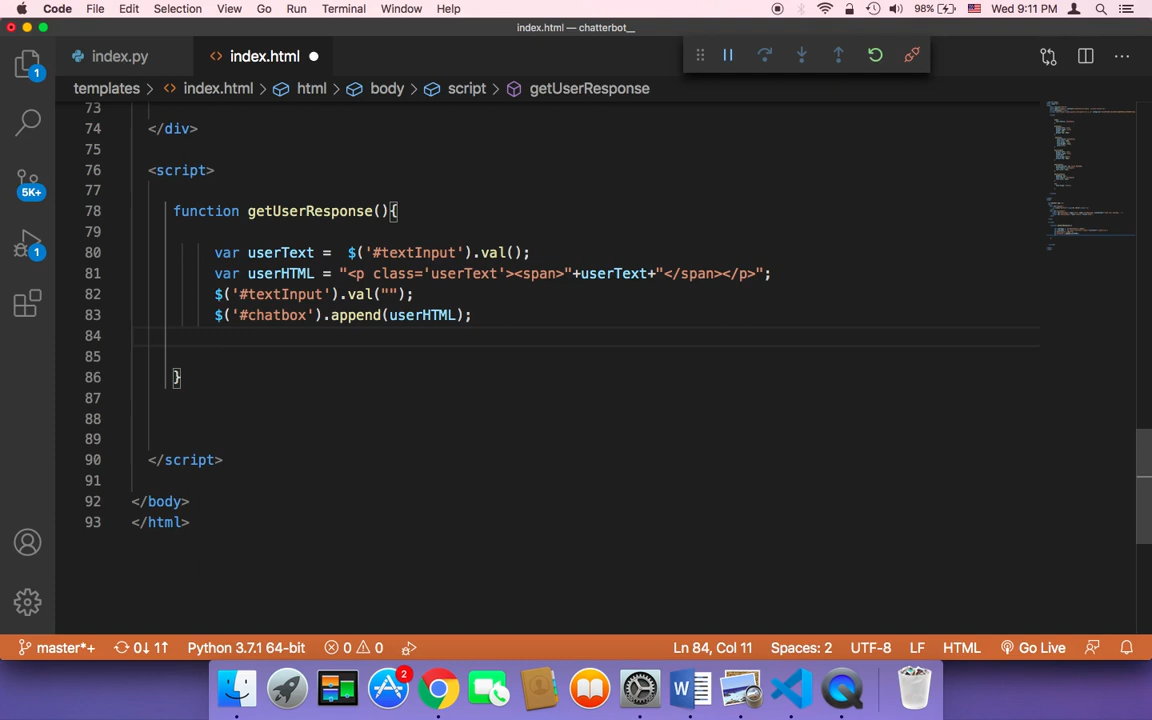 Code File Edit Selection View Go Run Terminal Window Help 98% Wed 9:11 PM
index.html — chatterbot__
index.py <> index.html
templates > <> index.html > html > body > script > getUserResponse
1
5K+
1
73
74 </div>
75
76 <script>
77
78 function getUserResponse(){
79
80 var userText =  $('#textInput').val();
81 var userHTML = "<p class='userText'><span>"+userText+"</span></p>";
82 $('#textInput').val("");
83 $('#chatbox').append(userHTML);
84
85
86 }
87
88
89
90 </script>
91
92 </body>
93 </html>
master*+ 0↓ 1↑ Python 3.7.1 64-bit 0 0 Ln 84, Col 11 Spaces: 2 UTF-8 LF HTML Go Live
2
W